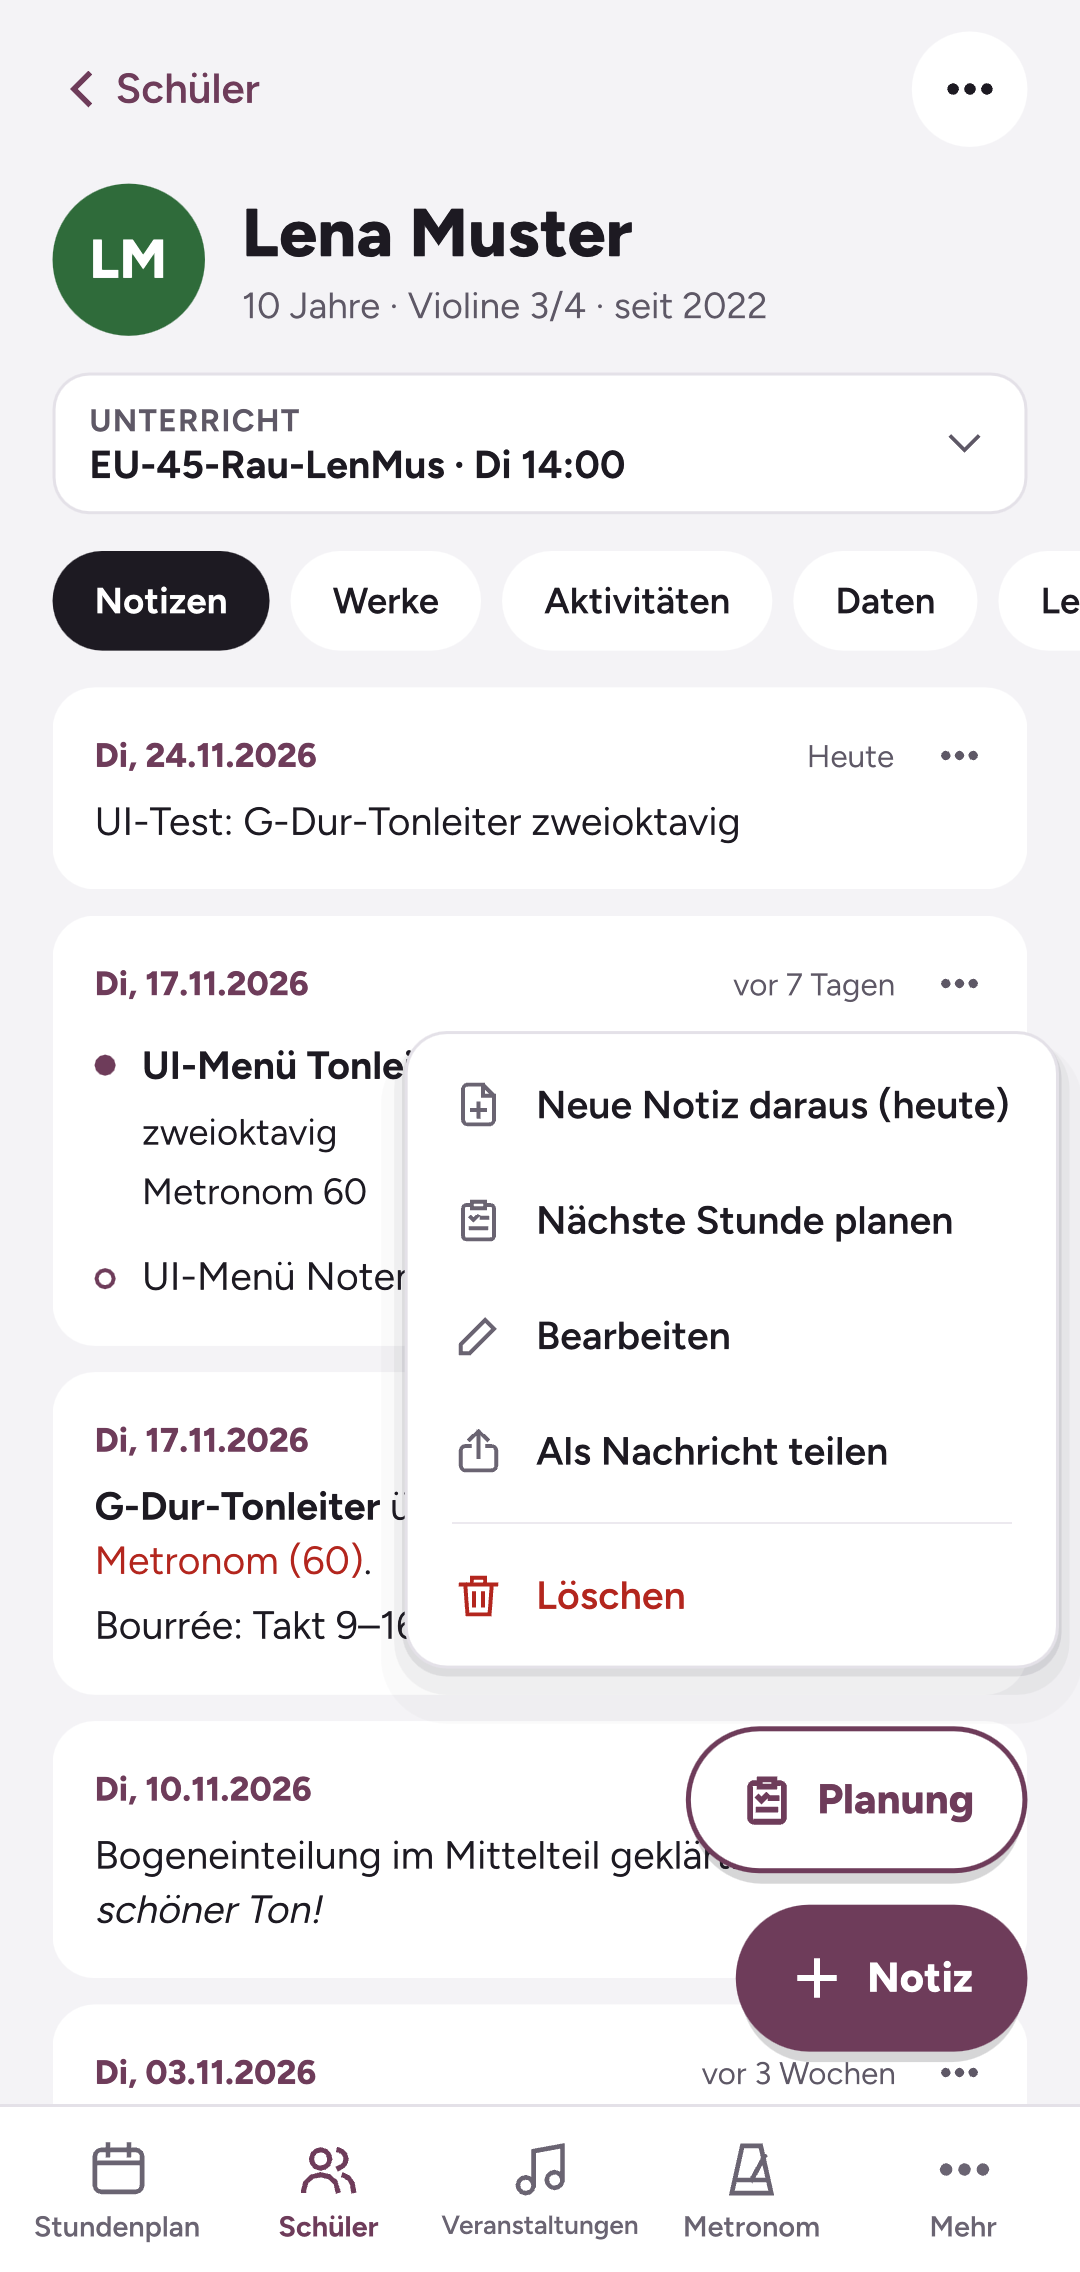 Schüler
LM
Lena Muster
10 Jahre · Violine 3/4 · seit 2022
UNTERRICHT
EU-45-Rau-LenMus · Di 14:00
Notizen
Werke
Aktivitäten
Daten
Le
Di, 24.11.2026
Heute
UI-Test: G-Dur-Tonleiter zweioktavig
Di, 17.11.2026
vor 7 Tagen
UI-Menü
zweioktavig
Metronom 60
UI-Menü
Neue Notiz daraus (heute)
Nächste Stunde planen
Bearbeiten
Als Nachricht teilen
Löschen
Di, 17.11.2026
G-Dur-Tonleiter
Metronom (60).
Bourrée: Takt
Di, 10.11.2026
Bogeneinteilung im Mittelteil
schöner Ton!
Planung
Notiz
Di, 03.11.2026
vor 3 Wochen
Stundenplan
Schüler
Veranstaltungen
Metronom
Mehr